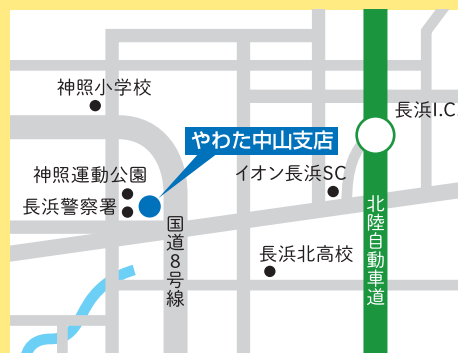 神照小学校
長浜I.C
やわた中山支店
神照運動公園
イオン長浜SC
長浜警察署
国道8号線
北陸自動車道
長浜北高校